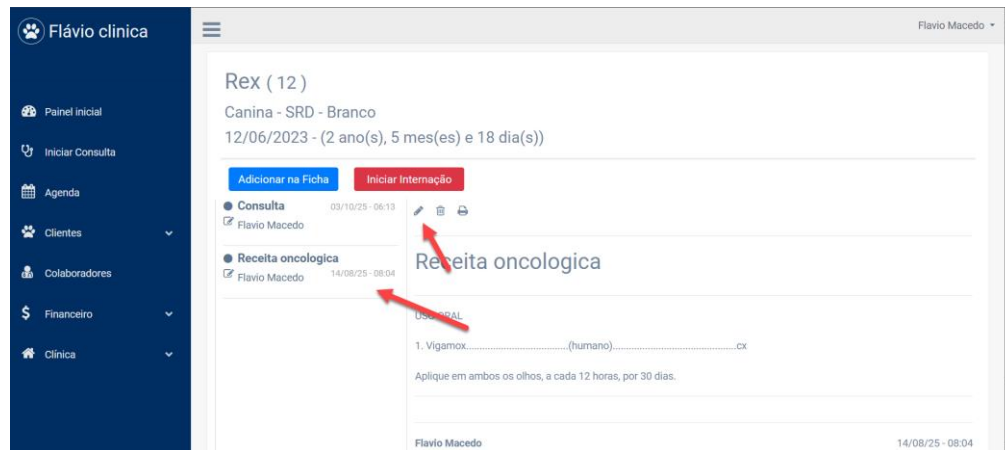 Flávio clinica
Flavio Macedo
Painel inicial
Iniciar Consulta
Agenda
Clientes
Colaboradores
Financeiro
Clínica
Rex ( 12 )
Canina - SRD - Branco
12/06/2023 - (2 ano(s), 5 mes(es) e 18 dia(s))
Adicionar na Ficha
Iniciar Internação
Consulta 03/10/25 - 06:13
Flavio Macedo
Receita oncologica
Flavio Macedo 14/08/25 - 08:04
Receita oncologica
USO ORAL
1. Vigamox......................................(humano)..............................................cx
Aplique em ambos os olhos, a cada 12 horas, por 30 dias.
Flavio Macedo 14/08/25 - 08:04